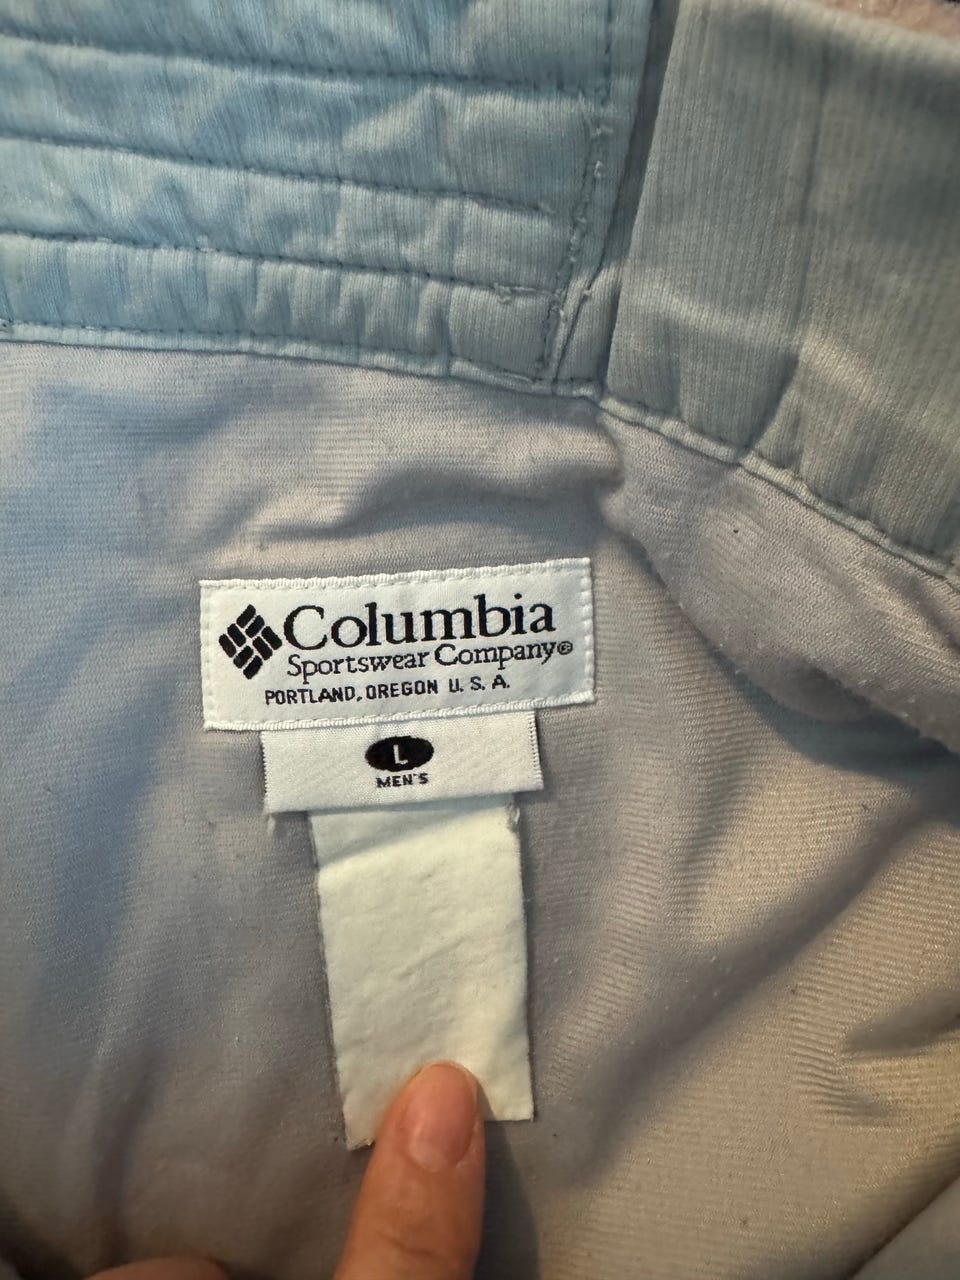 Columbia
Sportswear Company®
PORTLAND, OREGON U. S. A.
L
MEN'S